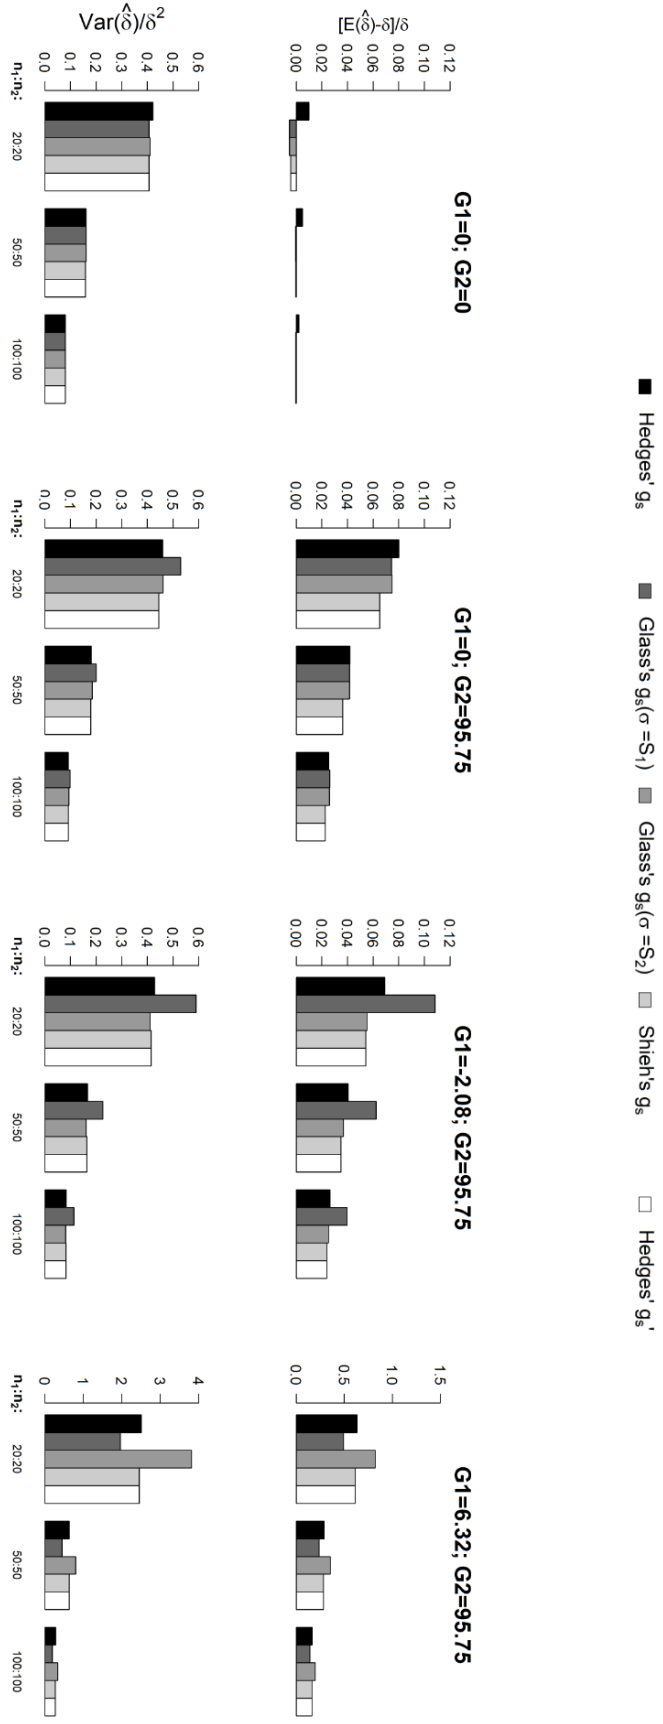 ■ Hedges' gs ■ Glass's gs(σ =S1) ■ Glass's gs(σ =S2) ■ Shieh's gs □ Hedges' gs'
G1=0; G2=0
G1=0; G2=95.75
G1=-2.08; G2=95.75
G1=6.32; G2=95.75
[E(δ̂)-δ]/δ
0.00 0.02 0.04 0.06 0.08 0.10 0.12
0.00 0.02 0.04 0.06 0.08 0.10 0.12
0.00 0.02 0.04 0.06 0.08 0.10 0.12
0.0 0.5 1.0 1.5
Var(δ̂)/δ²
0.0 0.1 0.2 0.3 0.4 0.5 0.6
0.0 0.1 0.2 0.3 0.4 0.5 0.6
0.0 0.1 0.2 0.3 0.4 0.5 0.6
0 1 2 3 4
n1:n2: 20:20 50:50 100:100
n1:n2: 20:20 50:50 100:100
n1:n2: 20:20 50:50 100:100
n1:n2: 20:20 50:50 100:100